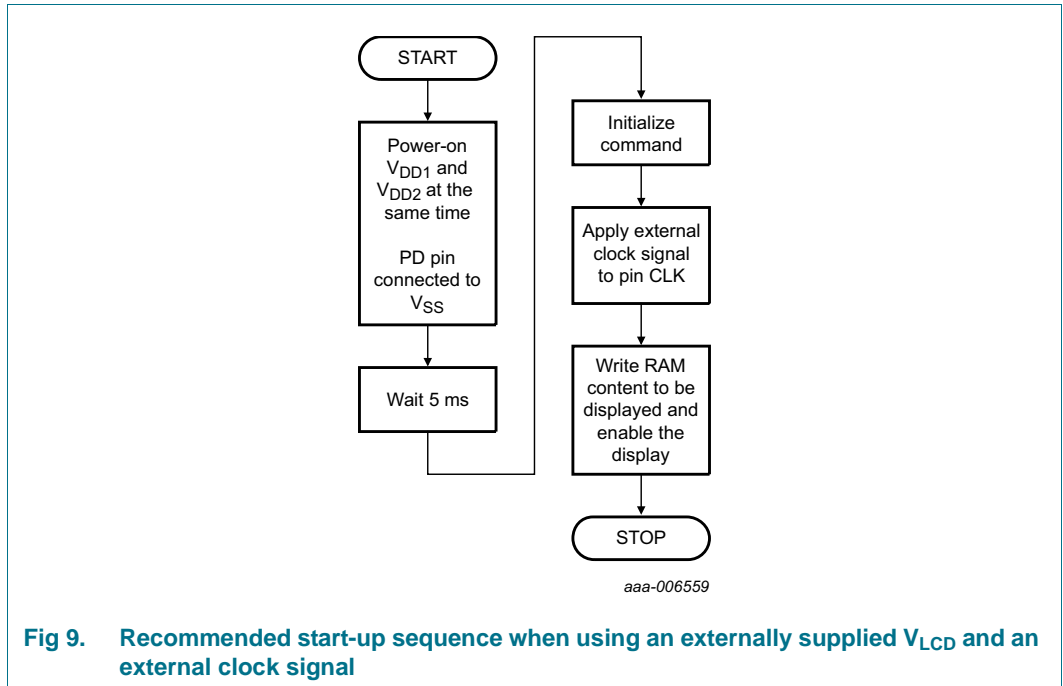 START
Power-on
VDD1 and
VDD2 at the
same time
PD pin
connected to
VSS
Wait 5 ms
Initialize
command
Apply external
clock signal
to pin CLK
Write RAM
content to be
displayed and
enable the
display
STOP
aaa-006559
Fig 9. Recommended start-up sequence when using an externally supplied VLCD and an
external clock signal